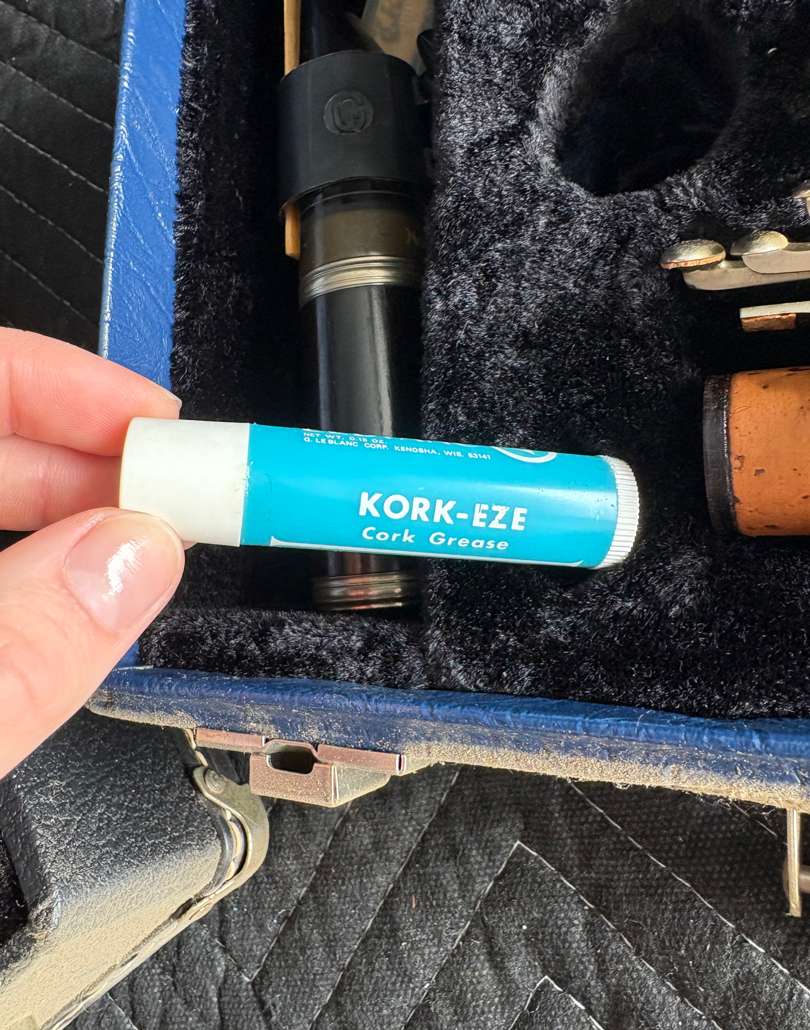 NET WT. 0.15 OZ.
G. LEBLANC CORP. KENOSHA, WIS. 53141
KORK-EZE
Cork Grease